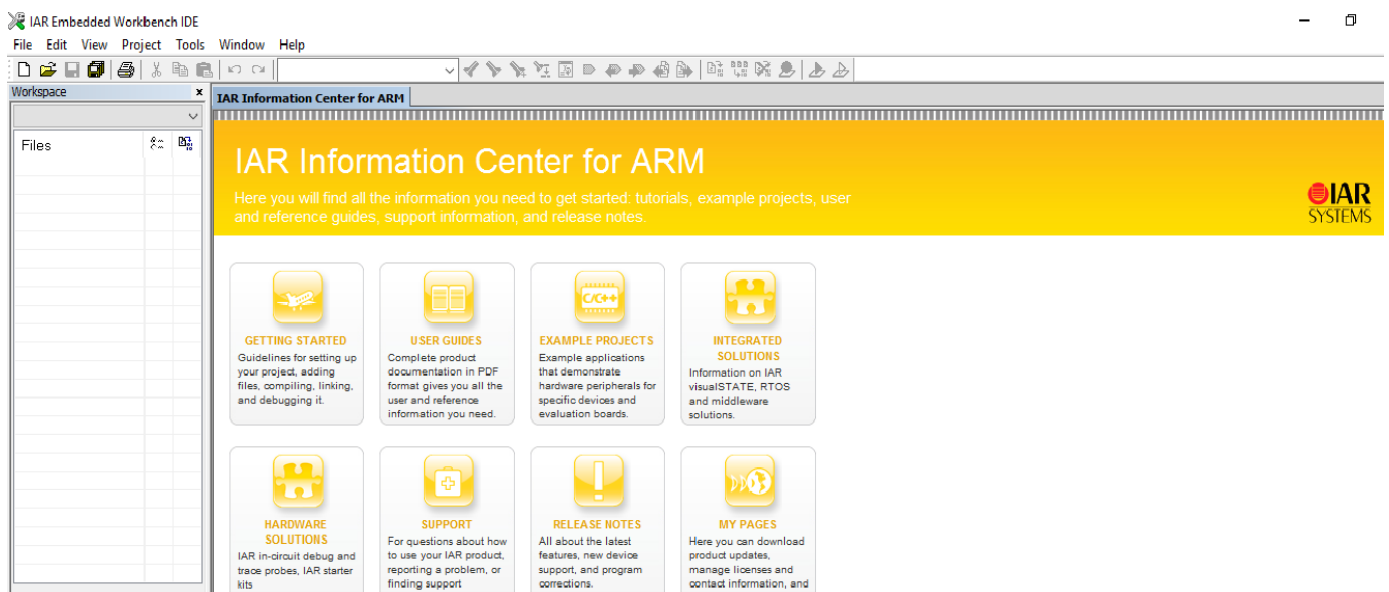 IAR Embedded Workbench IDE
File Edit View Project Tools Window Help
Workspace x
IAR Information Center for ARM
Files
IAR Information Center for ARM
Here you will find all the information you need to get started: tutorials, example projects, user
and reference guides, support information, and release notes.
IAR
SYSTEMS
C/C++
GETTING STARTED
Guidelines for setting up
your project, adding
files, compiling, linking,
and debugging it.
USER GUIDES
Complete product
documentation in PDF
format gives you all the
user and reference
information you need.
EXAMPLE PROJECTS
Example applications
that demonstrate
hardware peripherals for
specific devices and
evaluation boards.
INTEGRATED
SOLUTIONS
Information on IAR
visualSTATE, RTOS
and middleware
solutions.
HARDWARE
SOLUTIONS
IAR in-circuit debug and
trace probes, IAR starter
kits
SUPPORT
For questions about how
to use your IAR product,
reporting a problem, or
finding support
RELEASE NOTES
All about the latest
features, new device
support, and program
corrections.
MY PAGES
Here you can download
product updates,
manage licenses and
contact information, and